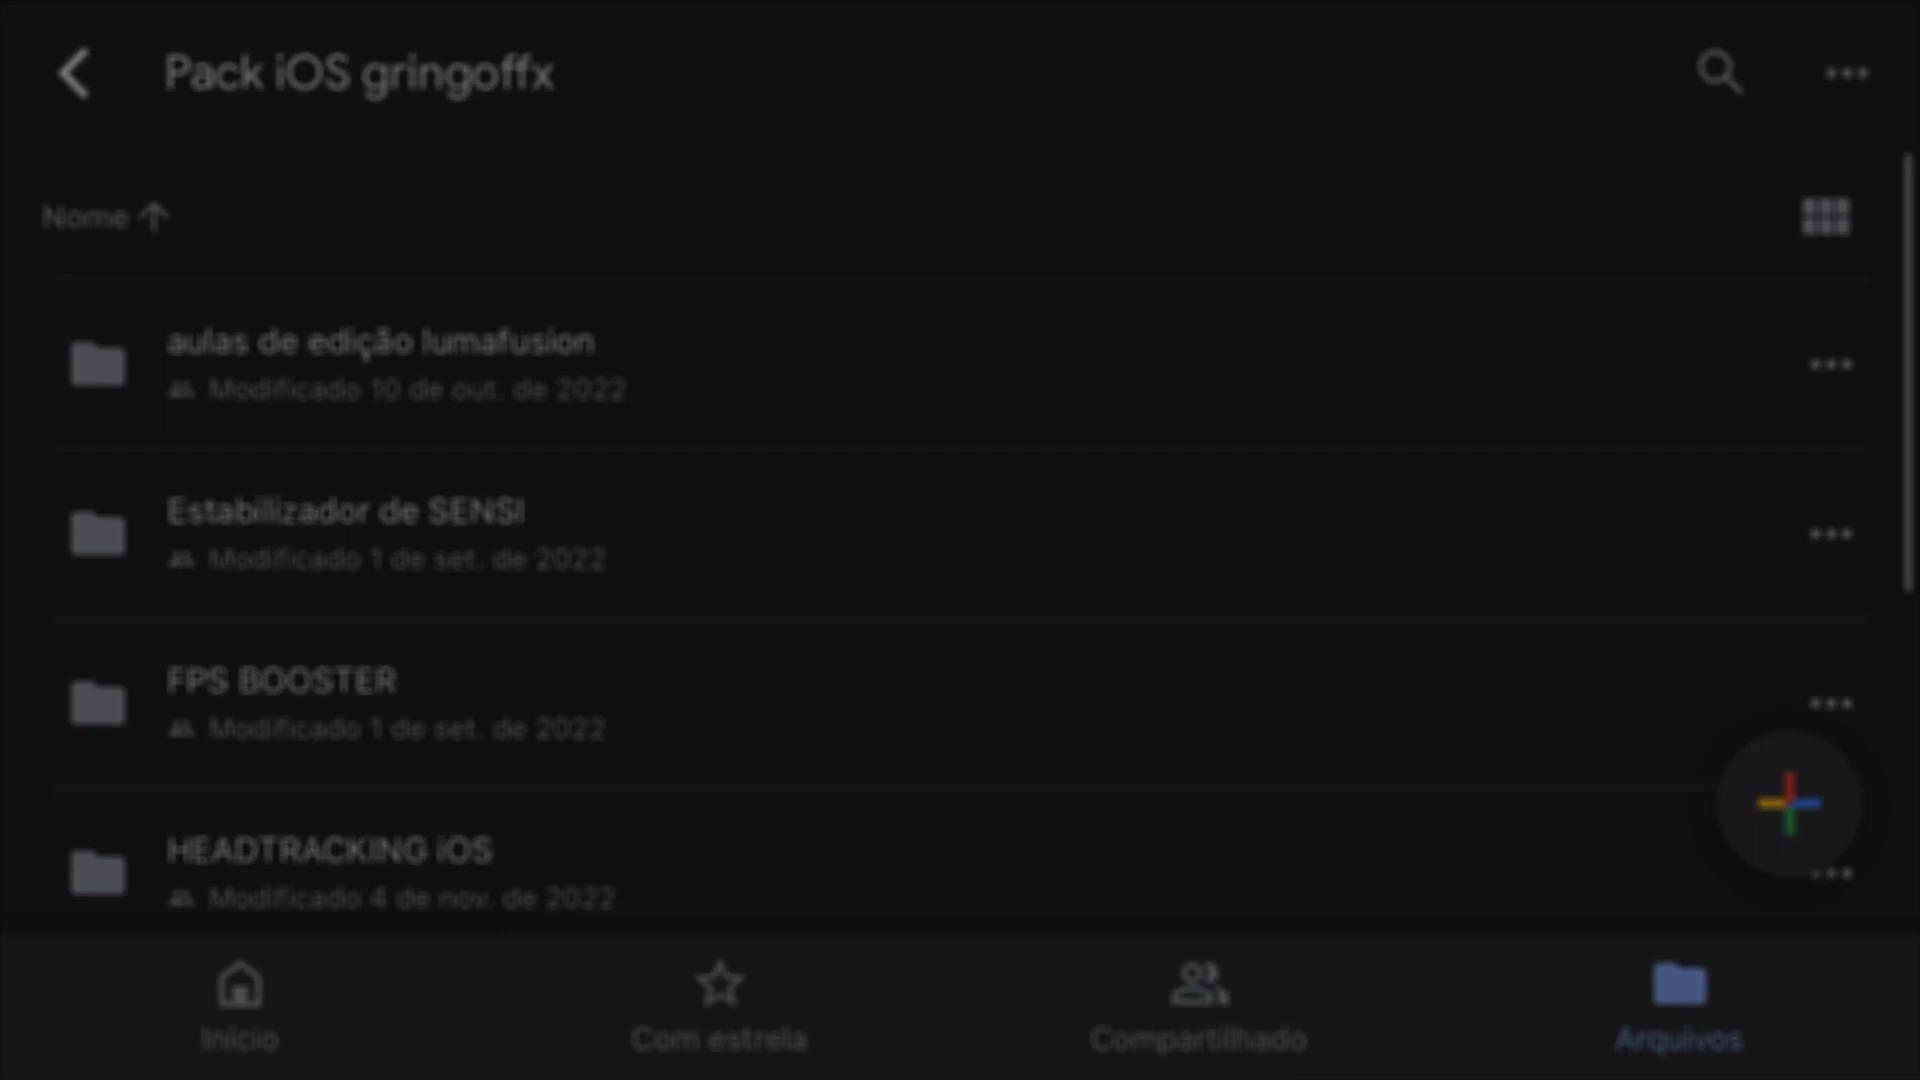 Pack iOS gringoffx
Nome
aulas de edição lumafusion
Modificado 10 de out. de 2022
Estabilizador de SENSI
Modificado 1 de set. de 2022
FPS BOOSTER
Modificado 1 de set. de 2022
HEADTRACKING iOS
Modificado 4 de nov. de 2022
Início
Com estrela
Compartilhado
Arquivos